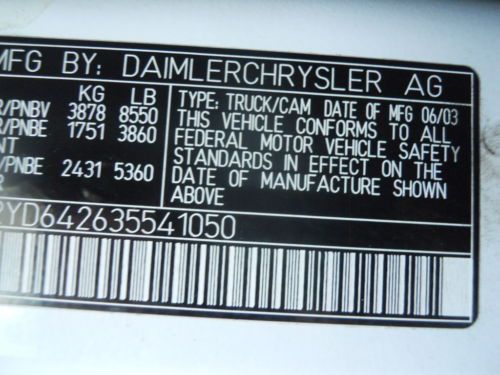 MFG BY: DAIMLERCHRYSLER AG
KG LB
R/PNBV 3878 8550
R/PNBE 1751 3860
NT
/PNBE 2431 5360
R
TYPE: TRUCK/CAM DATE OF MFG 06/03
THIS VEHICLE CONFORMS TO ALL
FEDERAL MOTOR VEHICLE SAFETY
STANDARDS IN EFFECT ON THE
DATE OF MANUFACTURE SHOWN
ABOVE
YD642635541050